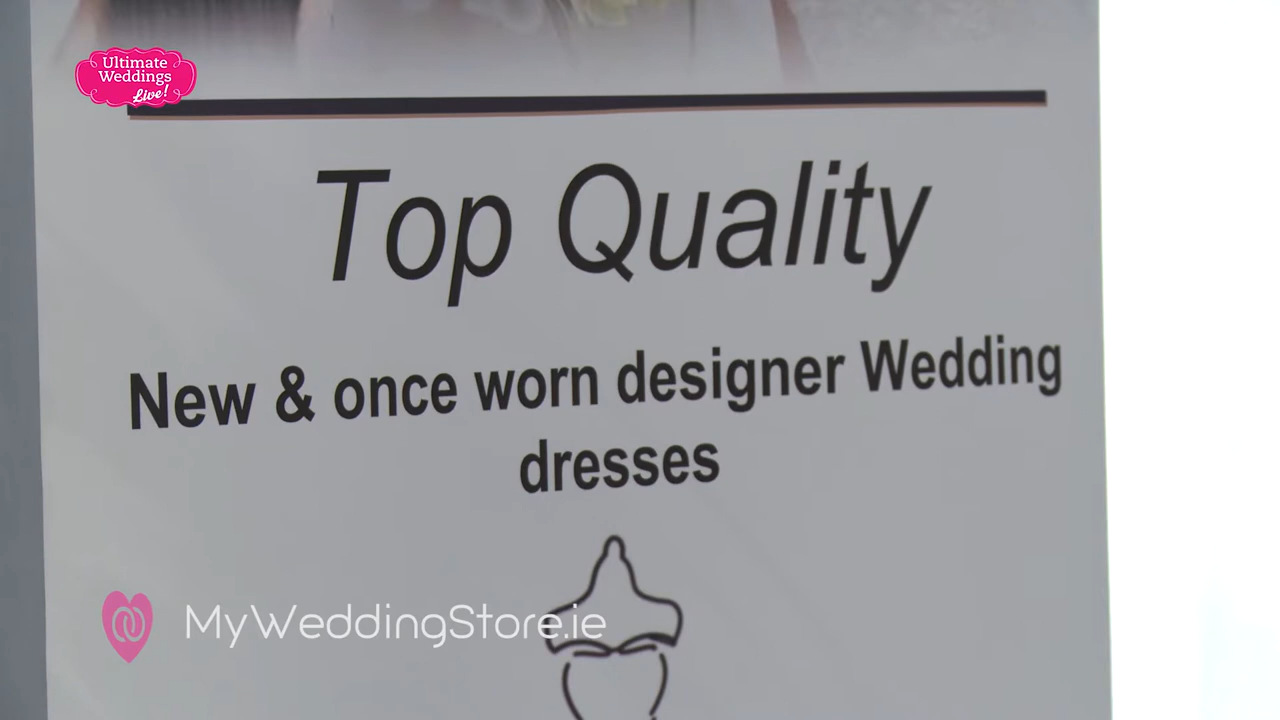 Ultimate
Weddings
Live!
Top Quality
New & once worn designer Wedding
dresses
MyWeddingStore.ie